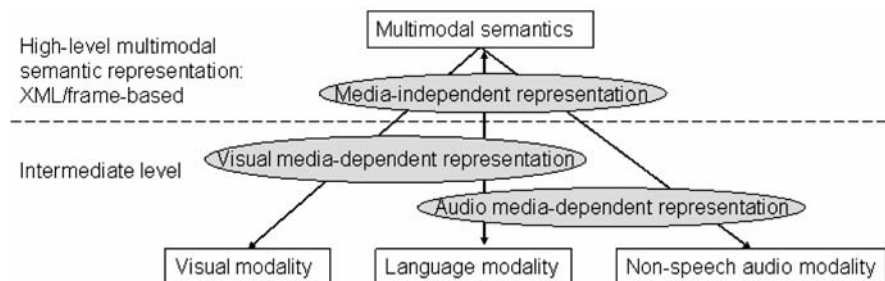 Multimodal semantics
High-level multimodal
semantic representation:
XML/frame-based
Media-independent representation
Visual media-dependent representation
Intermediate level
Audio media-dependent representation
Visual modality
Language modality
Non-speech audio modality